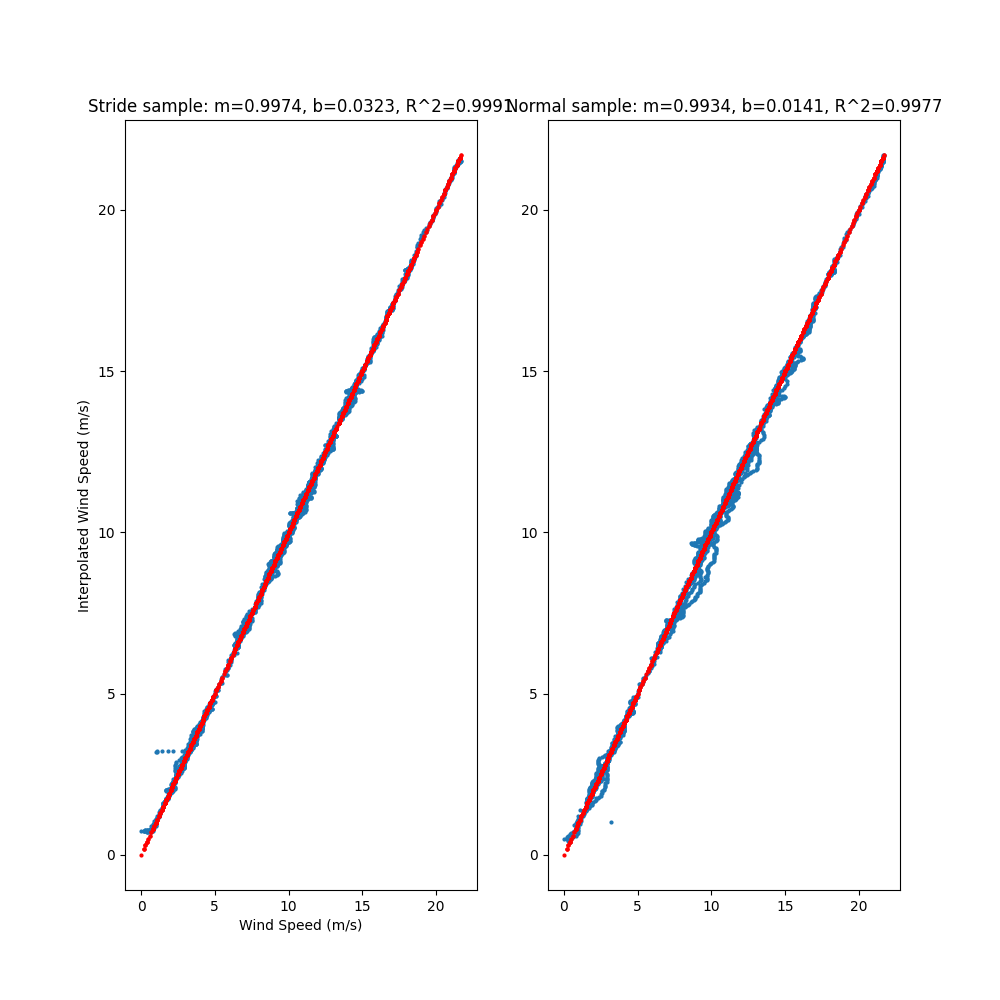 Stride sample: m=0.9974, b=0.0323, R^2=0.9991
Normal sample: m=0.9934, b=0.0141, R^2=0.9977
Interpolated Wind Speed (m/s)
20
15
10
5
0
0 5 10 15 20
Wind Speed (m/s)
20
15
10
5
0
0 5 10 15 20